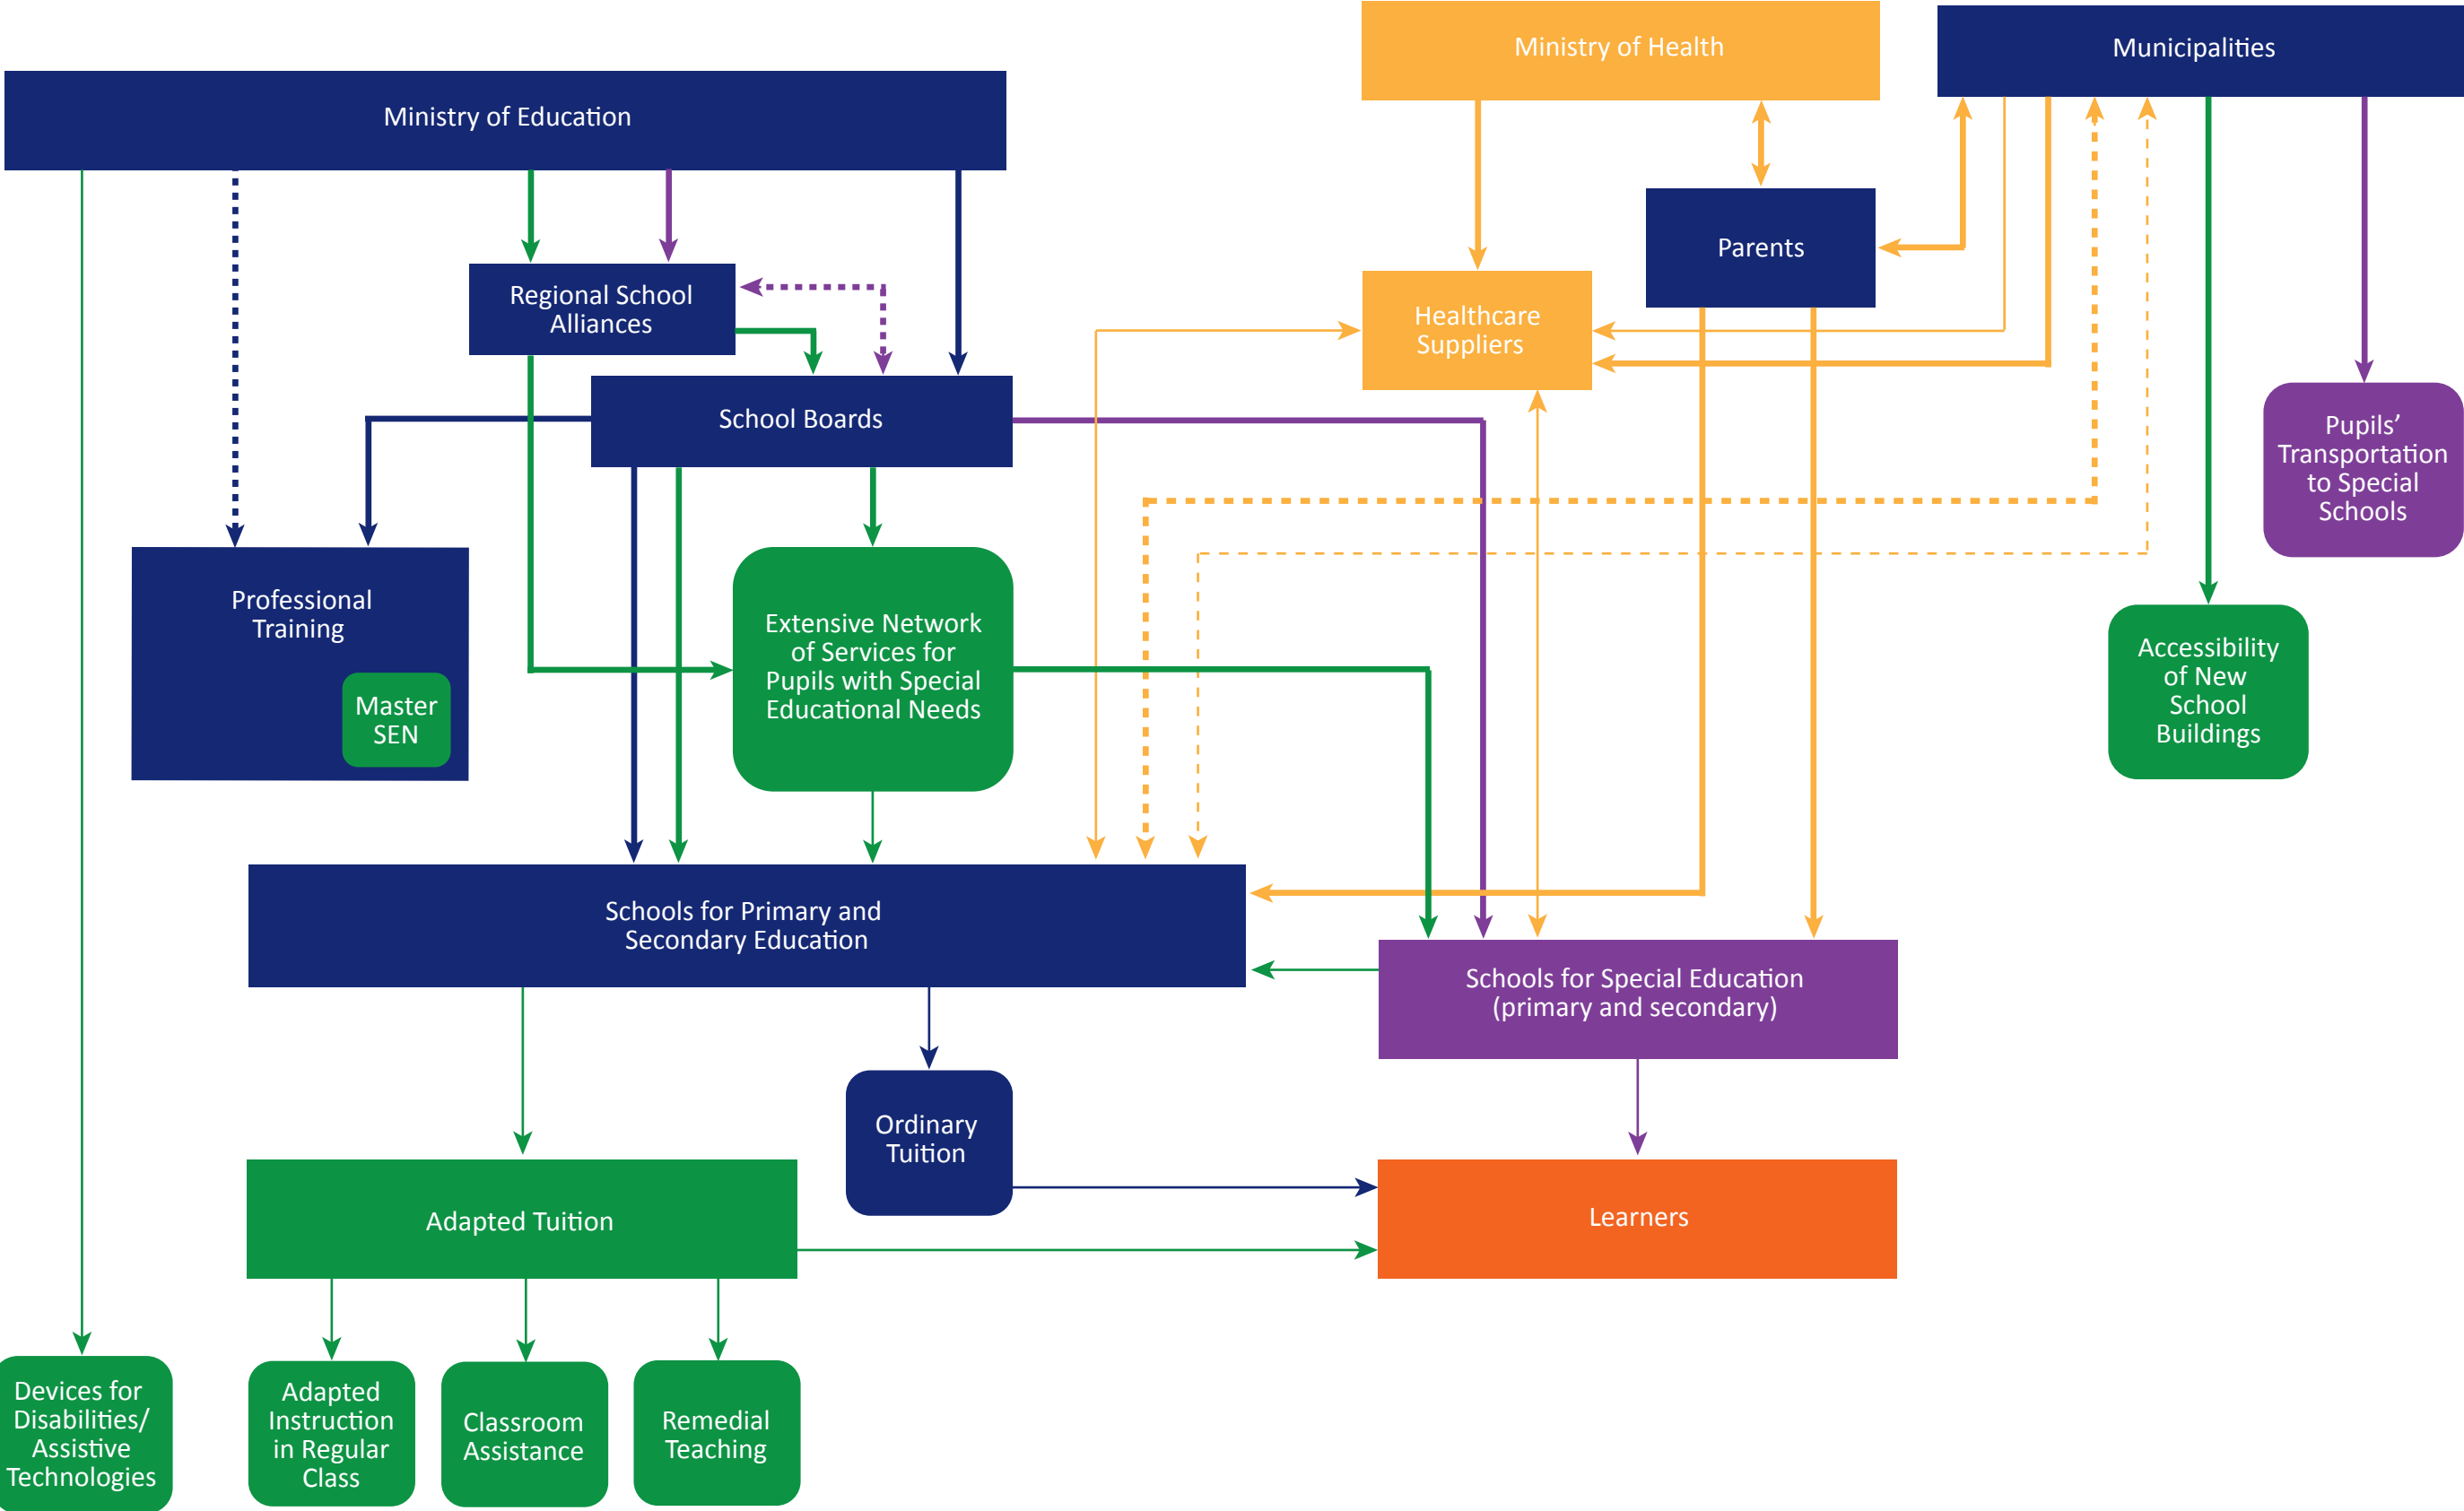 Ministry of Health
Municipalities
Ministry of Education
Parents
Regional School
Alliances
Healthcare
Suppliers
School Boards
Pupils’
Transportation
to Special
Schools
Professional
Training
Master
SEN
Extensive Network
of Services for
Pupils with Special
Educational Needs
Accessibility
of New
School
Buildings
Schools for Primary and
Secondary Education
Schools for Special Education
(primary and secondary)
Ordinary
Tuition
Adapted Tuition
Learners
Devices for
Disabilities/
Assistive
Technologies
Adapted
Instruction
in Regular
Class
Classroom
Assistance
Remedial
Teaching